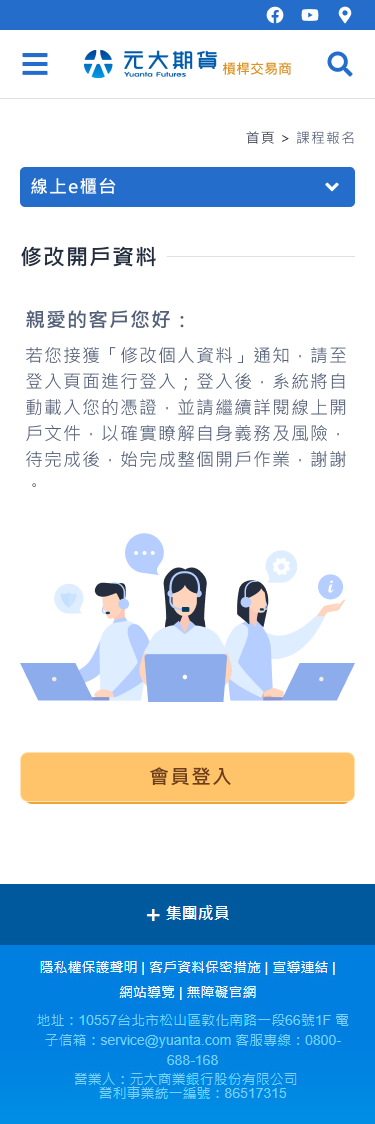 元大期貨 槓桿交易商
Yuanta Futures
首頁 > 課程報名
線上e櫃台
修改開戶資料
親愛的客戶您好：
若您接獲「修改個人資料」通知，請至
登入頁面進行登入；登入後，系統將自
動載入您的憑證，並請繼續詳閱線上開
戶文件，以確實瞭解自身義務及風險，
待完成後，始完成整個開戶作業，謝謝
。
會員登入
+ 集團成員
隱私權保護聲明 | 客戶資料保密措施 | 宣導連結 |
網站導覽 | 無障礙官網
地址：10557台北市松山區敦化南路一段66號1F 電
子信箱：service@yuanta.com 客服專線：0800-
688-168
營業人：元大商業銀行股份有限公司
營利事業統一編號：86517315